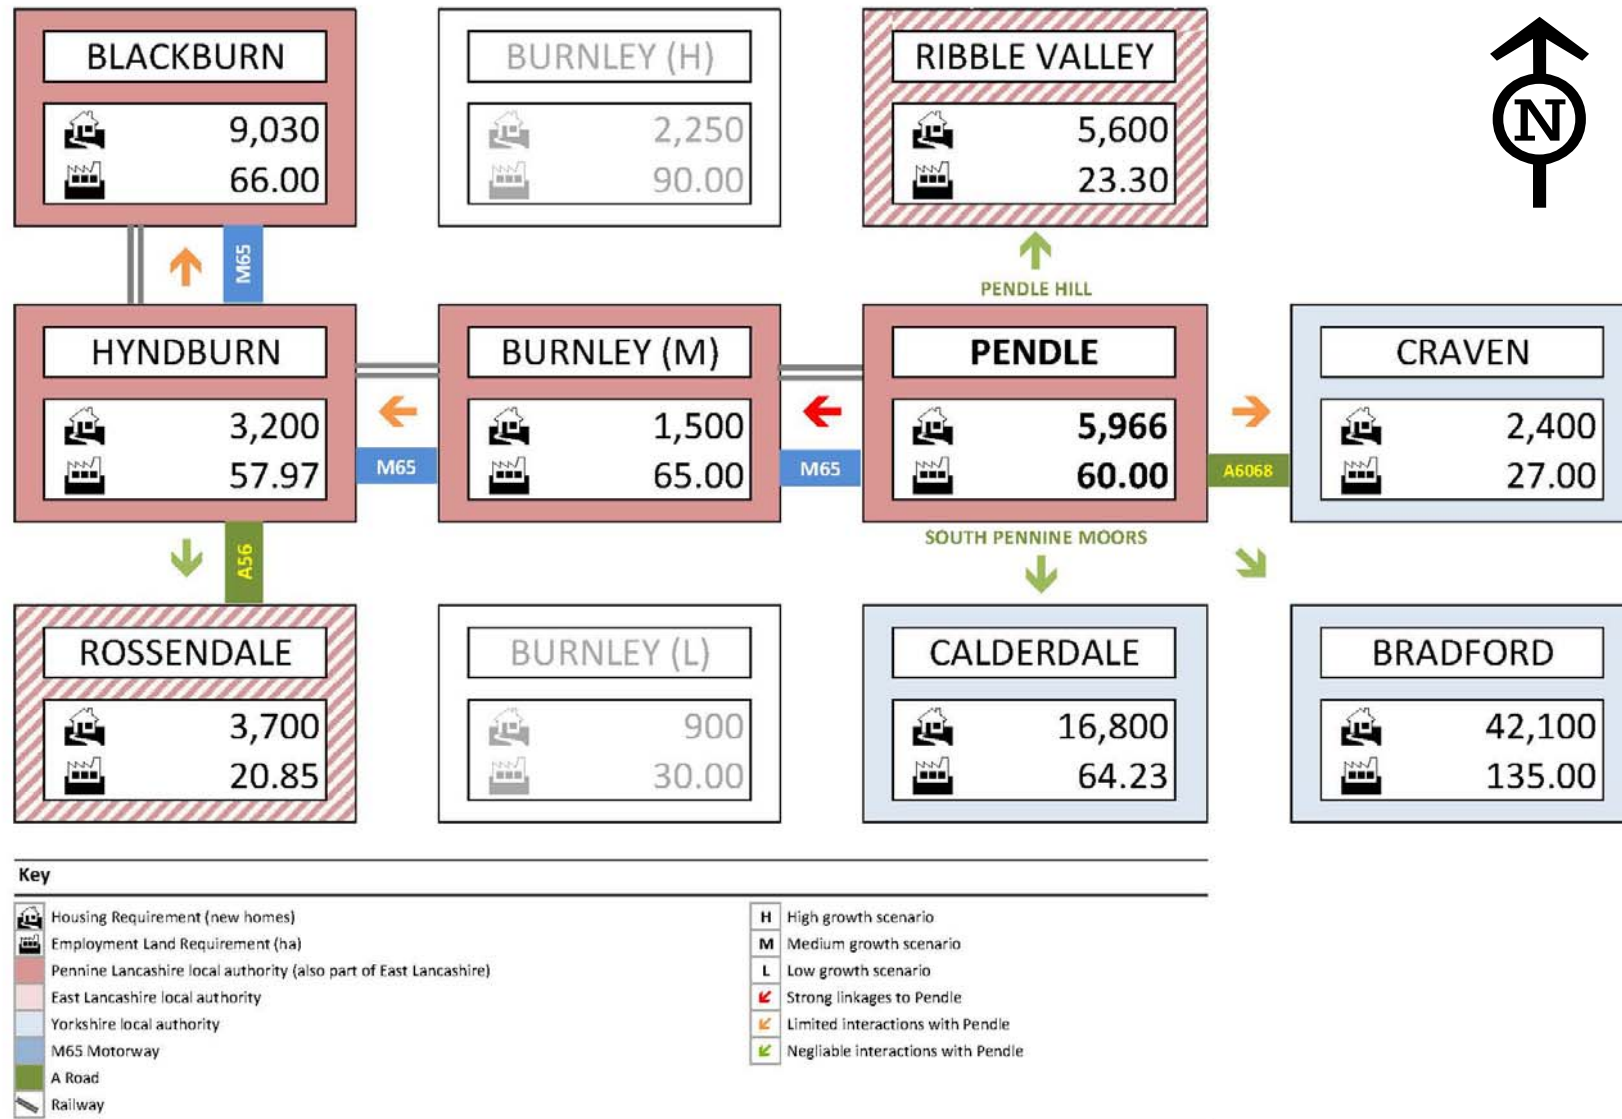 BLACKBURN
9,030
66.00
BURNLEY (H)
2,250
90.00
RIBBLE VALLEY
5,600
23.30
N
M65
PENDLE HILL
HYNDBURN
3,200
57.97
M65
BURNLEY (M)
1,500
65.00
M65
PENDLE
5,966
60.00
A6068
CRAVEN
2,400
27.00
A56
SOUTH PENNINE MOORS
ROSSENDALE
3,700
20.85
BURNLEY (L)
900
30.00
CALDERDALE
16,800
64.23
BRADFORD
42,100
135.00
Key
Housing Requirement (new homes)
Employment Land Requirement (ha)
Pennine Lancashire local authority (also part of East Lancashire)
East Lancashire local authority
Yorkshire local authority
M65 Motorway
A Road
Railway
H High growth scenario
M Medium growth scenario
L Low growth scenario
Strong linkages to Pendle
Limited interactions with Pendle
Negliable interactions with Pendle